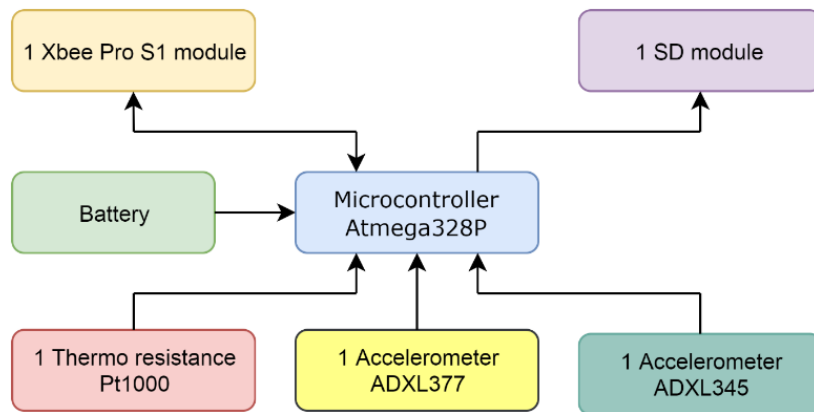 1 Xbee Pro S1 module
1 SD module
Battery
Microcontroller
Atmega328P
1 Thermo resistance
Pt1000
1 Accelerometer
ADXL377
1 Accelerometer
ADXL345